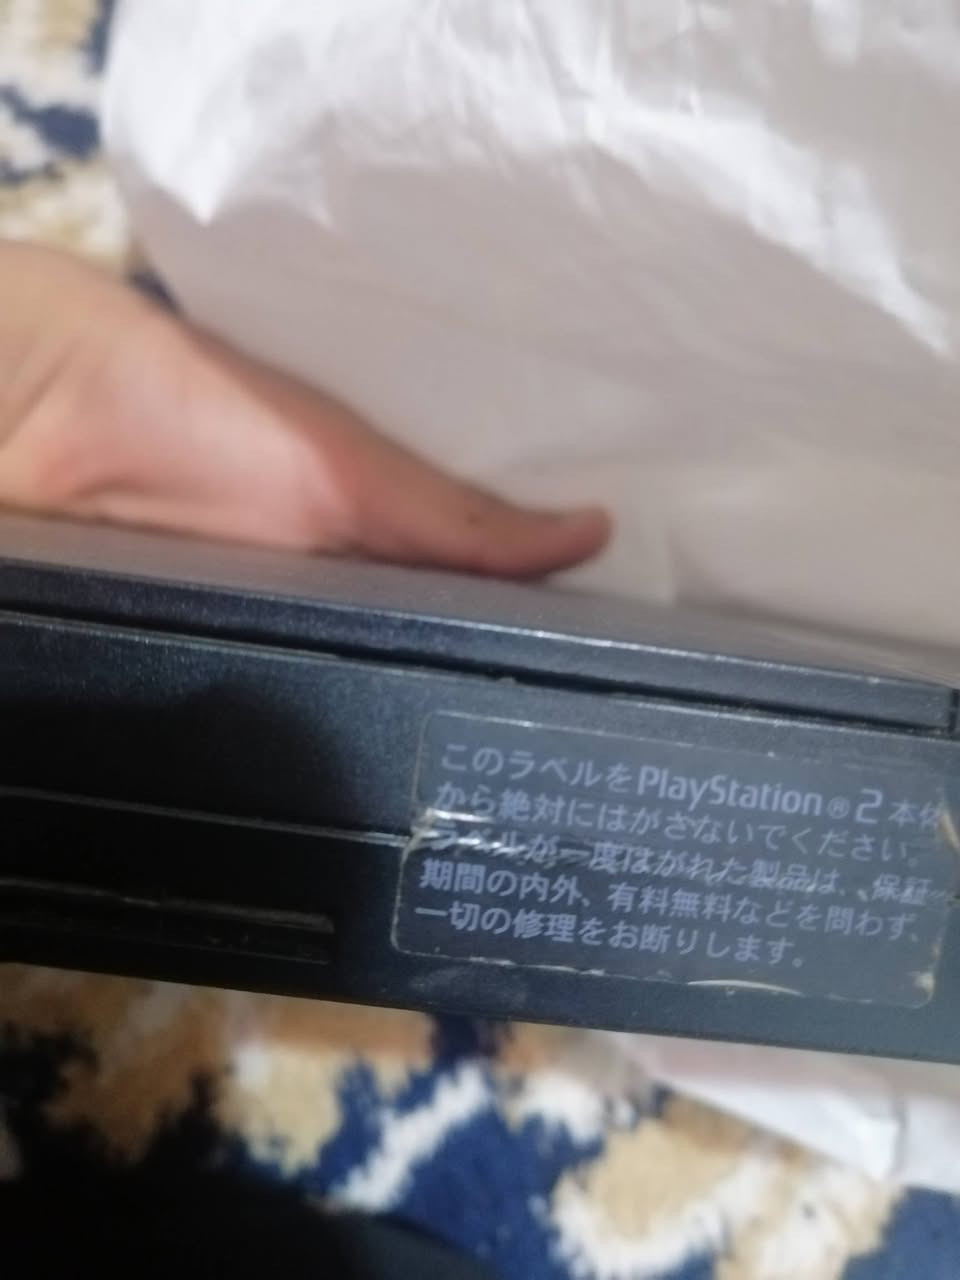 このラベルをPlayStation®2本体
から絶対にはがさないでください。
ラベルが一度はがれた製品は、保証
期間の内外、有料無料などを問わず、
一切の修理をお断りします。